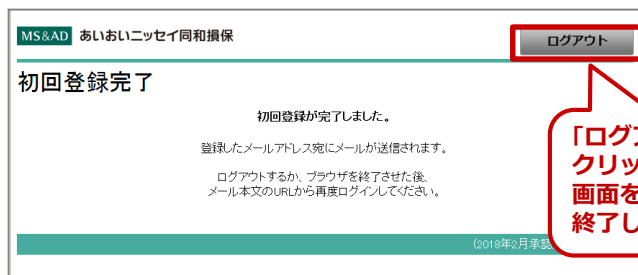 MS&AD あいおいニッセイ同和損保
ログアウト
初回登録完了
初回登録が完了しました。
登録したメールアドレス宛にメールが送信されます。
ログアウトするか、ブラウザを終了させた後、
メール本文のURLから再度ログインしてください。
「ログア
クリッ
画面を
終了し
(2018年2月承認